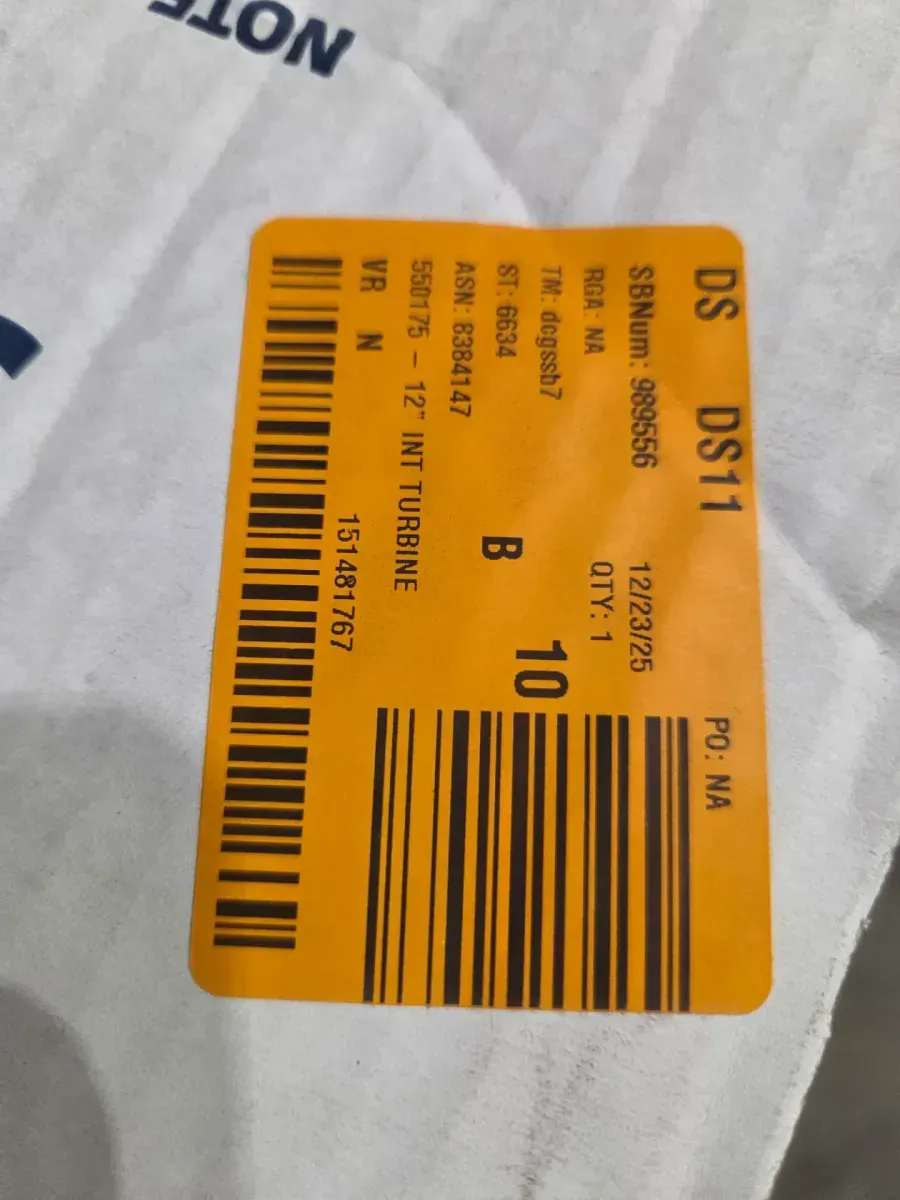 NOTE
DS DS11 PO: NA
SBNum: 989556 12/23/25
RGA: NA QTY: 1
TM: dcgssb7 10
ST: 6634 B
ASN: 8384147
550175 - 12" INT TURBINE
VR N 151481767